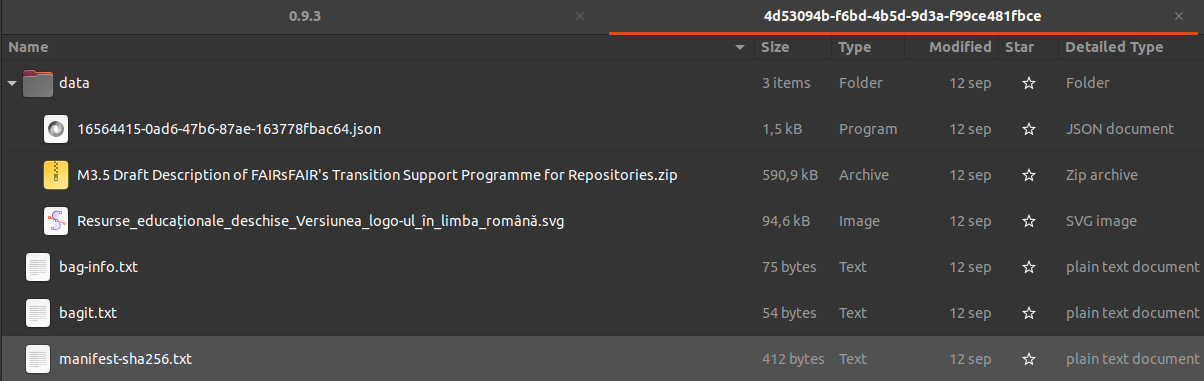 0.9.3 × 4d53094b-f6bd-4b5d-9d3a-f99ce481fbce ×
Name Size Type Modified Star Detailed Type
data 3 items Folder 12 sep Folder
16564415-0ad6-47b6-87ae-163778fbac64.json 1,5 kB Program 12 sep JSON document
M3.5 Draft Description of FAIRsFAIR's Transition Support Programme for Repositories.zip 590,9 kB Archive 12 sep Zip archive
Resurse_educaționale_deschise_Versiunea_logo-ul_în_limba_română.svg 94,6 kB Image 12 sep SVG image
bag-info.txt 75 bytes Text 12 sep plain text document
bagit.txt 54 bytes Text 12 sep plain text document
manifest-sha256.txt 412 bytes Text 12 sep plain text document